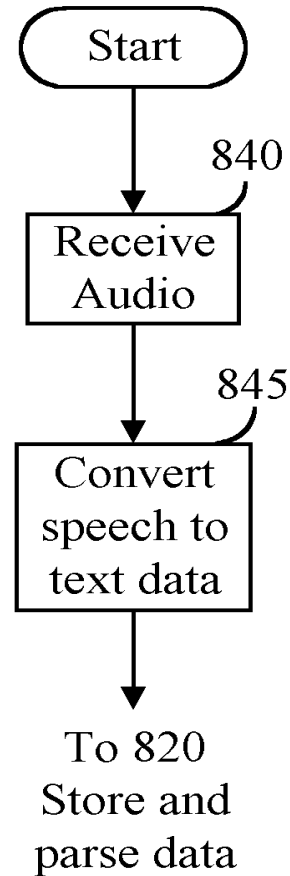 Start
840
Receive
Audio
845
Convert
speech to
text data
To 820
Store and
parse data